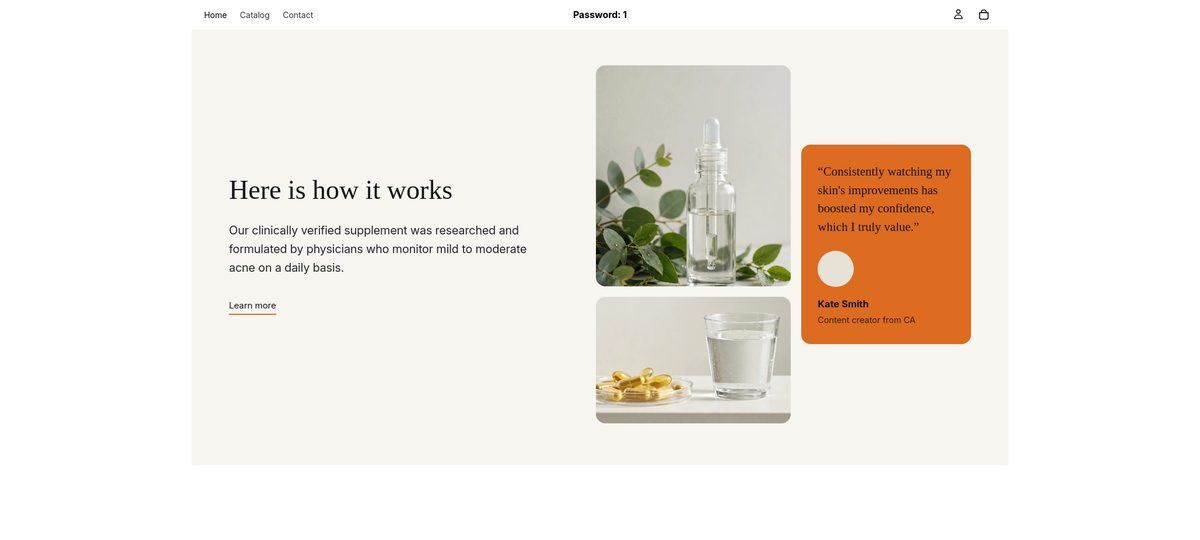 Home
Catalog
Contact
Password: 1
Here is how it works
Our clinically verified supplement was researched and
formulated by physicians who monitor mild to moderate
acne on a daily basis.
Learn more
“Consistently watching my
skin's improvements has
boosted my confidence,
which I truly value.”
Kate Smith
Content creator from CA